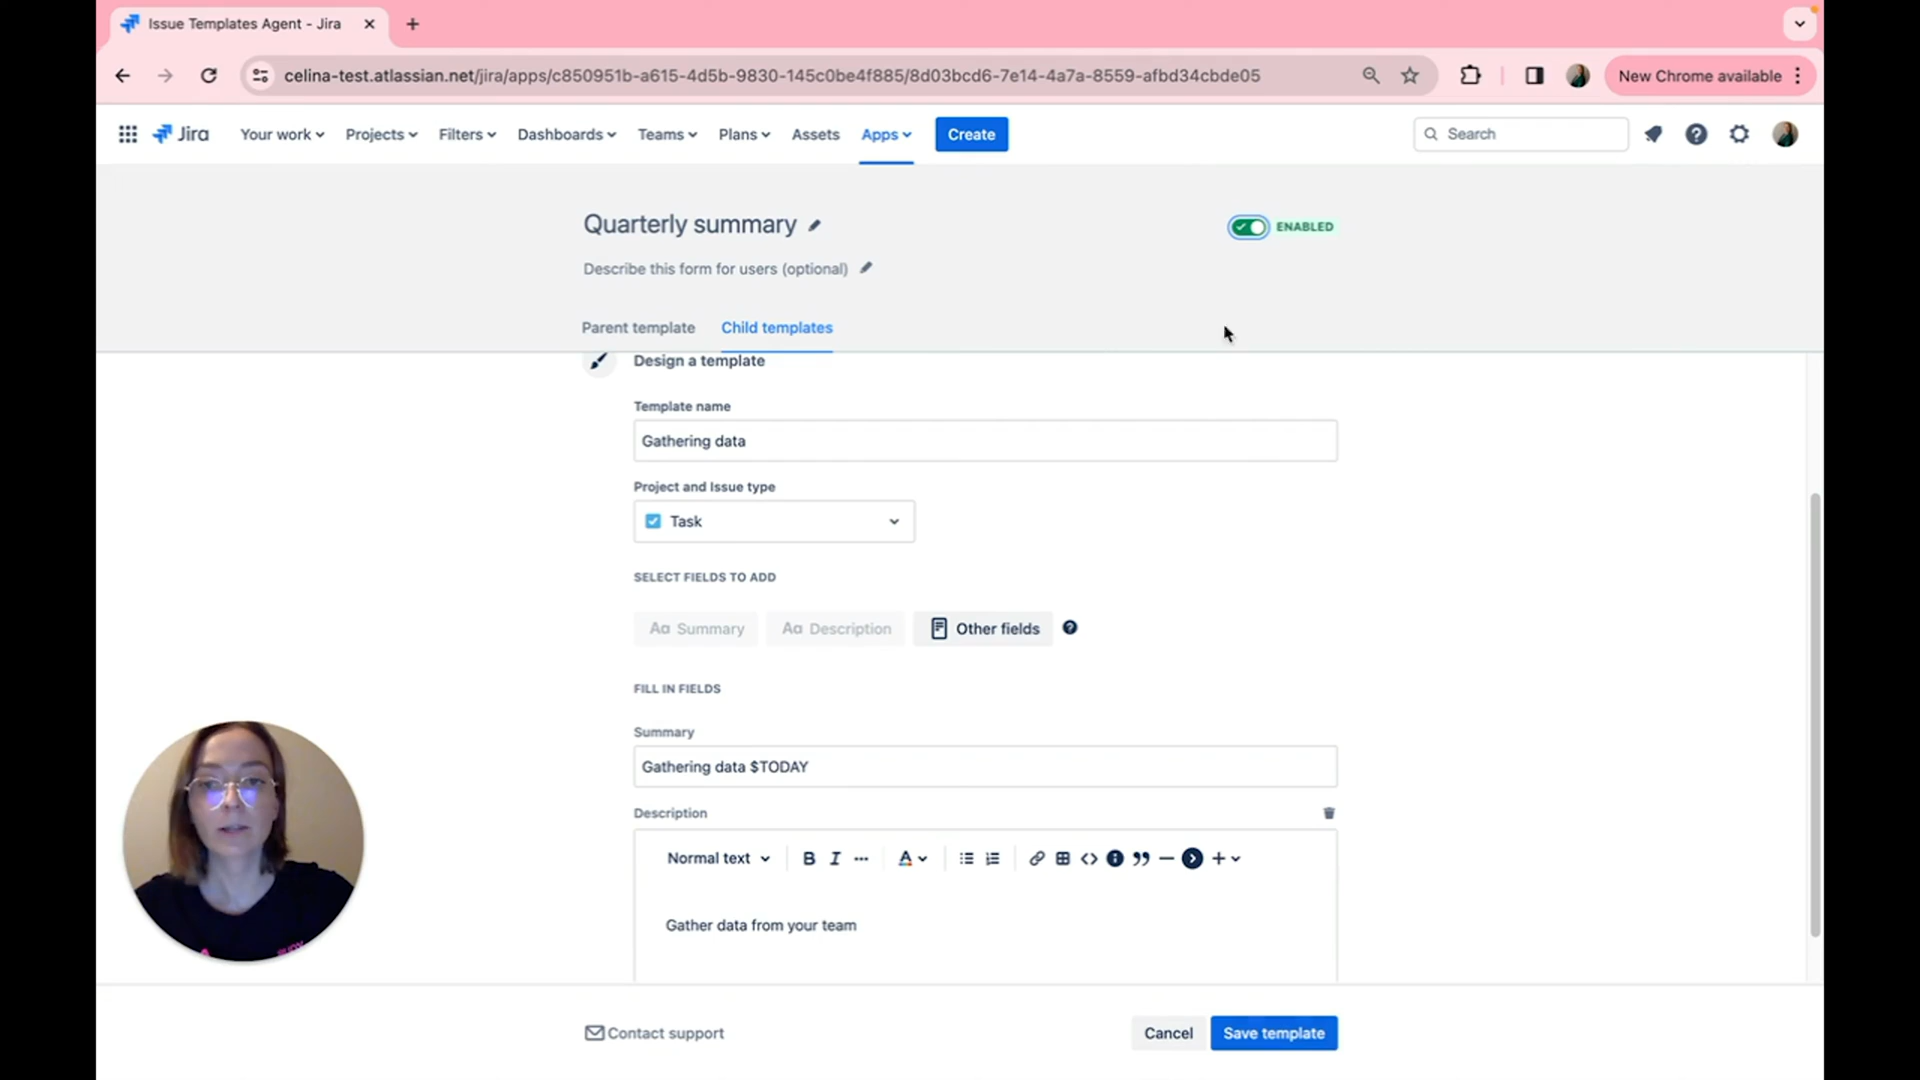 Issue Templates Agent - Jira
celina-test.atlassian.net/jira/apps/c850951b-a615-4d5b-9830-145c0be4f885/8d03bcd6-7e14-4a7a-8559-afbd34cbde05
New Chrome available
Jira
Your work
Projects
Filters
Dashboards
Teams
Plans
Assets
Apps
Create
Search
Quarterly summary
ENABLED
Describe this form for users (optional)
Parent template
Child templates
Design a template
Template name
Gathering data
Project and Issue type
Task
SELECT FIELDS TO ADD
Aa Summary
Aa Description
Other fields
FILL IN FIELDS
Summary
Gathering data $TODAY
Description
Normal text
B I
A
Gather data from your team
Contact support
Cancel
Save template